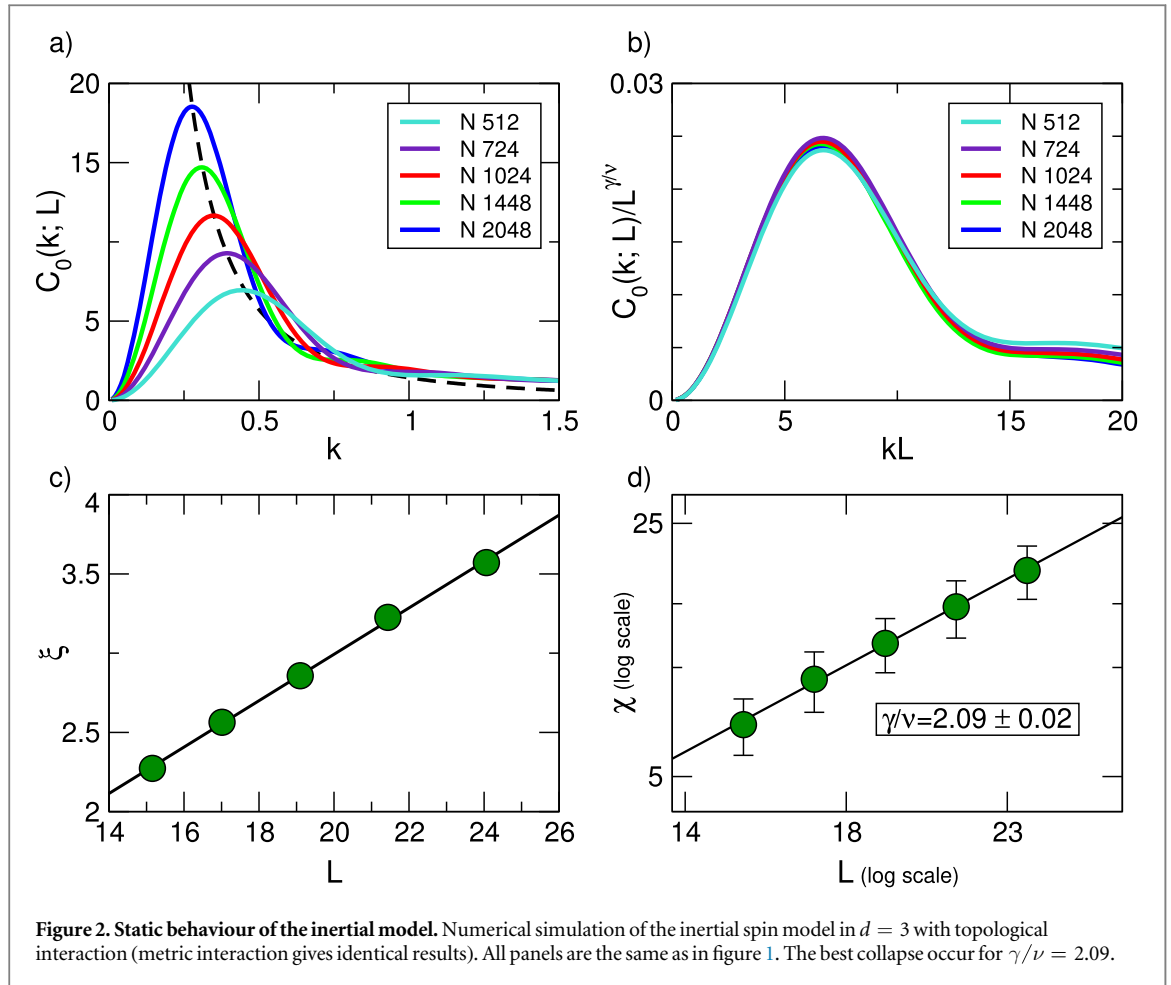 a)
20
15
5
0
C₀(k; L)
N 512
N 724
N 1024
N 1448
N 2048
0
0.5
1
1.5
k
b)
0.03
0
C₀(k; L)/L^γ/ν
N 512
N 724
N 1024
N 1448
N 2048
0
5
15
20
kL
c)
4
3.5
2.5
2
ξ
14
16
18
20
22
24
26
L
d)
25
5
χ (log scale)
γ/ν=2.09 ± 0.02
14
18
23
L (log scale)
Figure 2. Static behaviour of the inertial model. Numerical simulation of the inertial spin model in d = 3 with topological
interaction (metric interaction gives identical results). All panels are the same as in figure 1. The best collapse occur for γ/ν = 2.09.